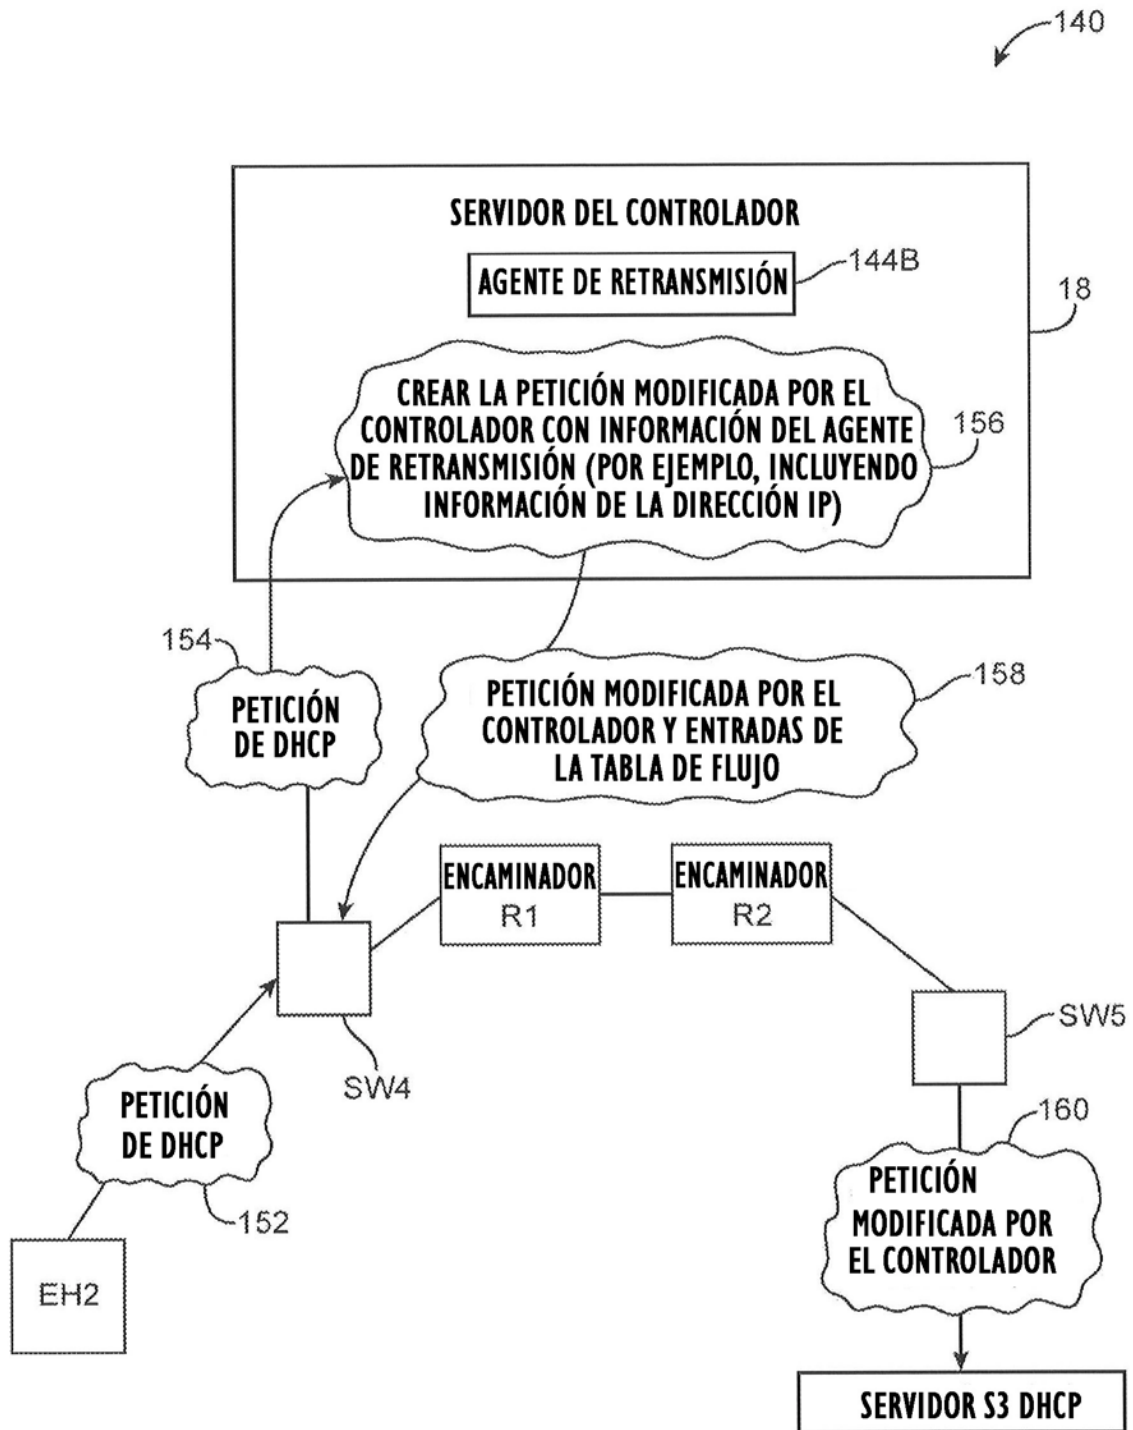 140
SERVIDOR DEL CONTROLADOR
AGENTE DE RETRANSMISIÓN
144B
18
CREAR LA PETICIÓN MODIFICADA POR EL
CONTROLADOR CON INFORMACIÓN DEL AGENTE
DE RETRANSMISIÓN (POR EJEMPLO, INCLUYENDO
INFORMACIÓN DE LA DIRECCIÓN IP)
156
154
PETICIÓN
DE DHCP
PETICIÓN MODIFICADA POR EL
CONTROLADOR Y ENTRADAS DE
LA TABLA DE FLUJO
158
ENCAMINADOR
R1
ENCAMINADOR
R2
SW4
SW5
PETICIÓN
DE DHCP
152
EH2
160
PETICIÓN
MODIFICADA POR
EL CONTROLADOR
SERVIDOR S3 DHCP